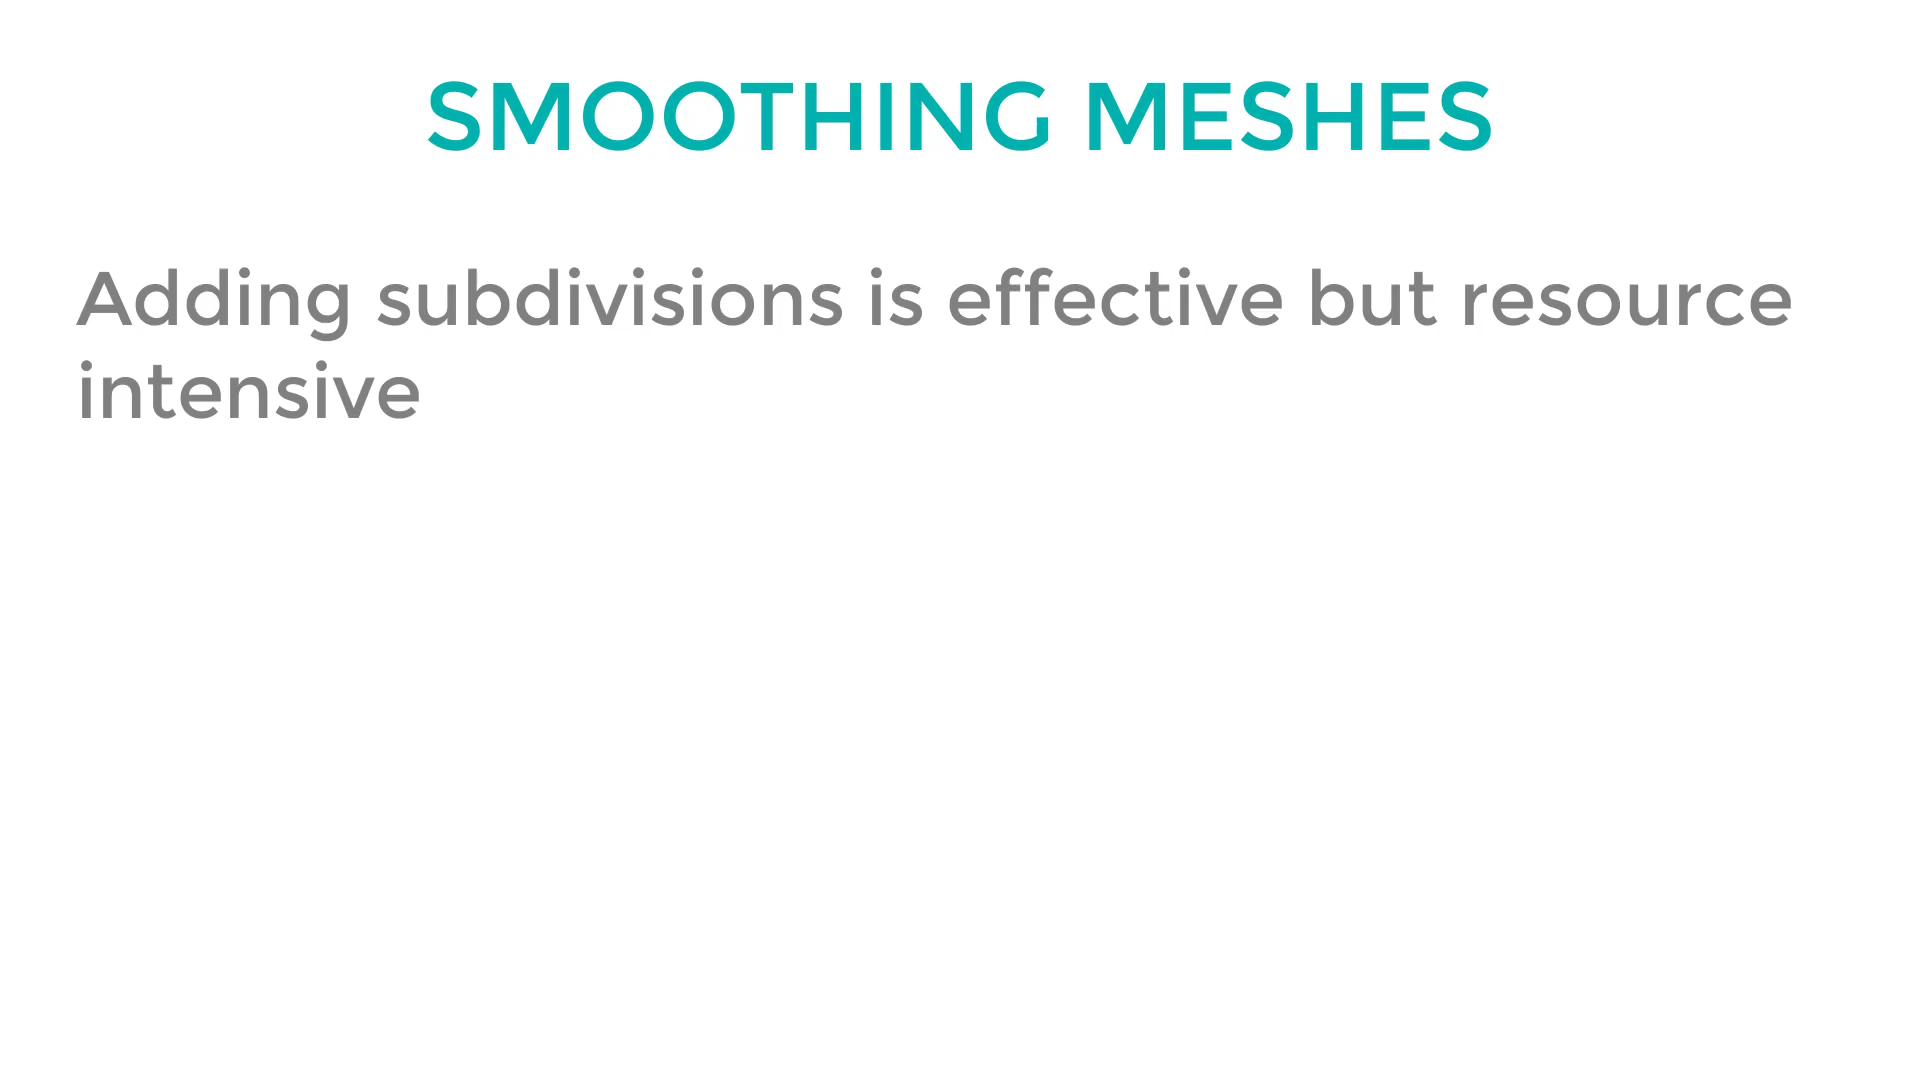 SMOOTHING MESHES
Adding subdivisions is effective but resource
intensive